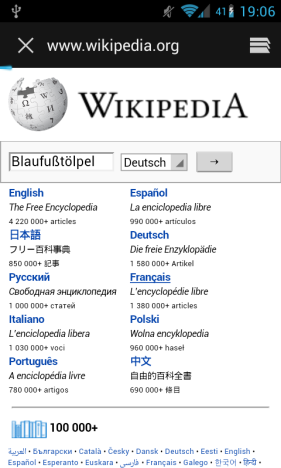 41 19:06
www.wikipedia.org
WIKIPEDIA
Blaufußtölpel Deutsch →
English Español
The Free Encyclopedia La enciclopedia libre
4 220 000+ articles 990 000+ artículos
日本語 Deutsch
フリー百科事典 Die freie Enzyklopädie
850 000+ 記事 1 580 000+ Artikel
Русский Français
Свободная энциклопедия L'encyclopédie libre
1 000 000+ статей 1 380 000+ articles
Italiano Polski
L'enciclopedia libera Wolna encyklopedia
1 030 000+ voci 960 000+ haseł
Português 中文
A enciclopédia livre 自由的百科全書
780 000+ artigos 690 000+ 條目
100 000+
العربية • Български • Català • Česky • Dansk • Deutsch • Eesti • English •
Español • Esperanto • Euskara • فارسی • Français • Galego • 한국어 • हिन्दी •